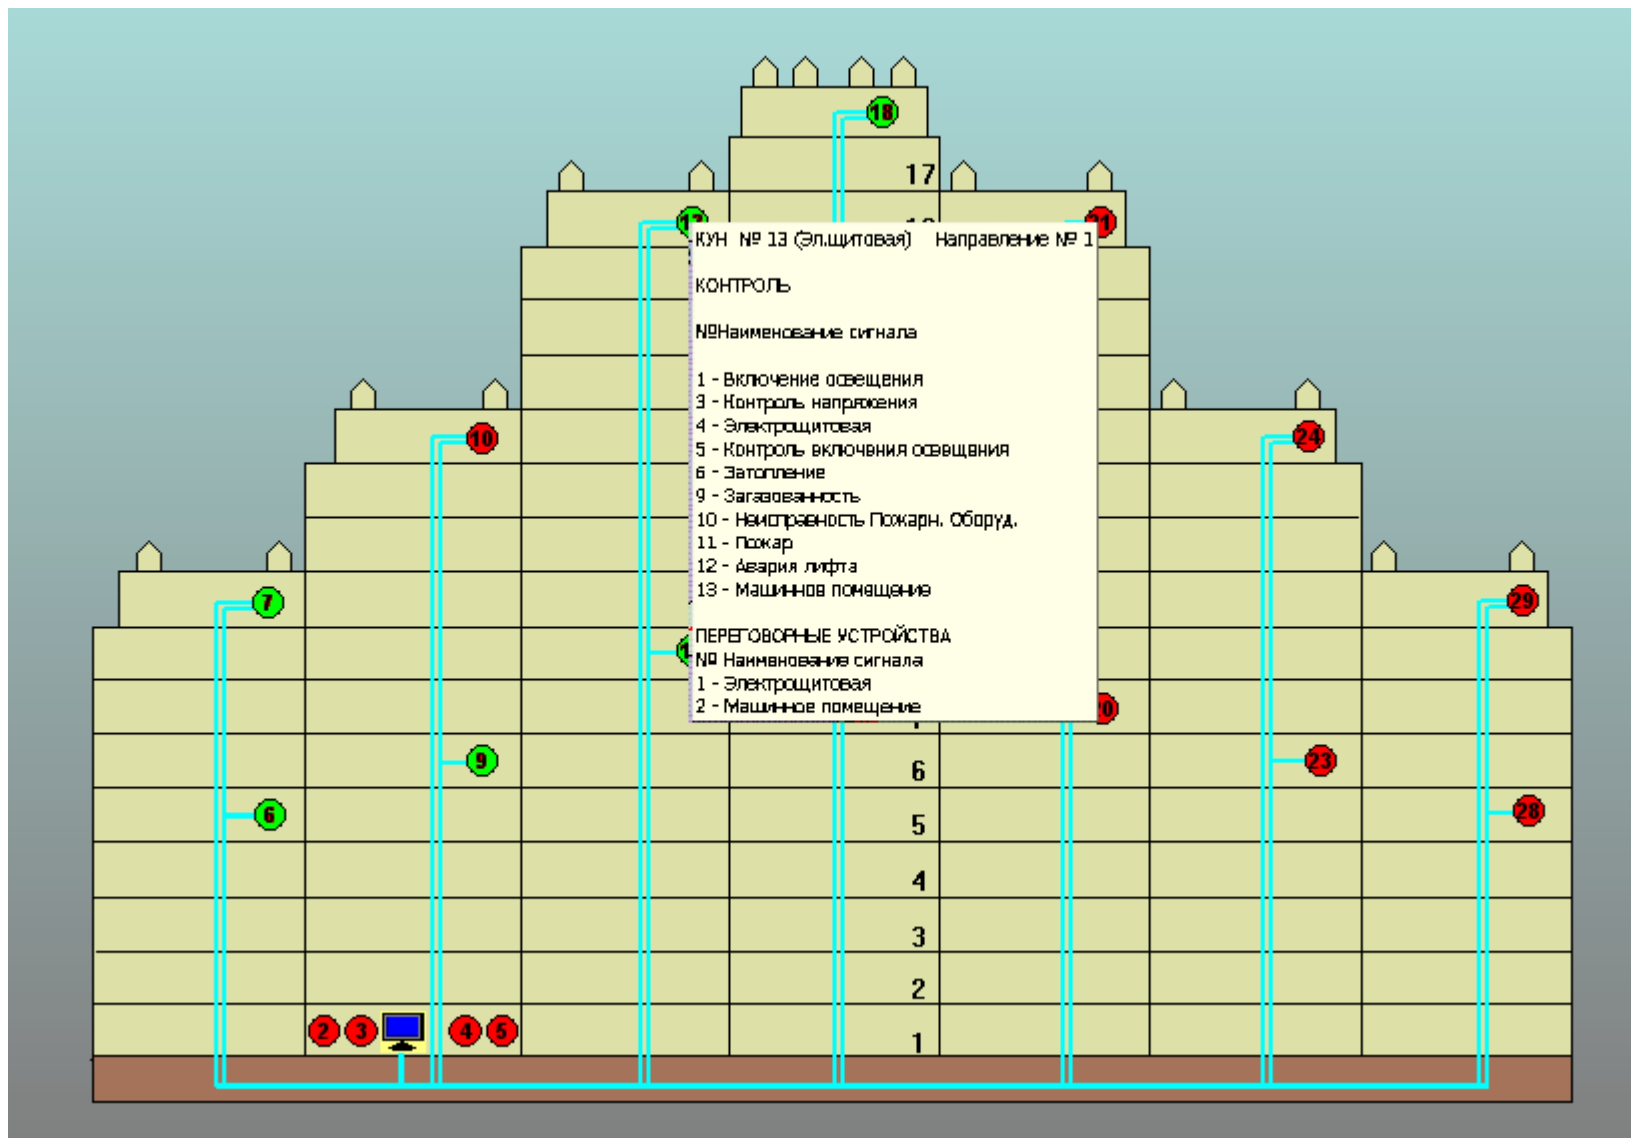 18
17
КУН № 13 (Эл.щитовая) Направление № 1
КОНТРОЛЬ
№Наименование сигнала
1 - Включение освещения
3 - Контроль напряжения
4 - Электрощитовая
5 - Контроль включения освещения
6 - Затопление
9 - Загазованность
10 - Неисправность Пожарн. Оборуд.
11 - Пожар
12 - Авария лифта
13 - Машинное помещение
ПЕРЕГОВОРНЫЕ УСТРОЙСТВА
№ Наименование сигнала
1 - Электрощитовая
2 - Машинное помещение
10
24
7
29
9
6
23
6
5
28
4
3
2
2
3
4
5
1